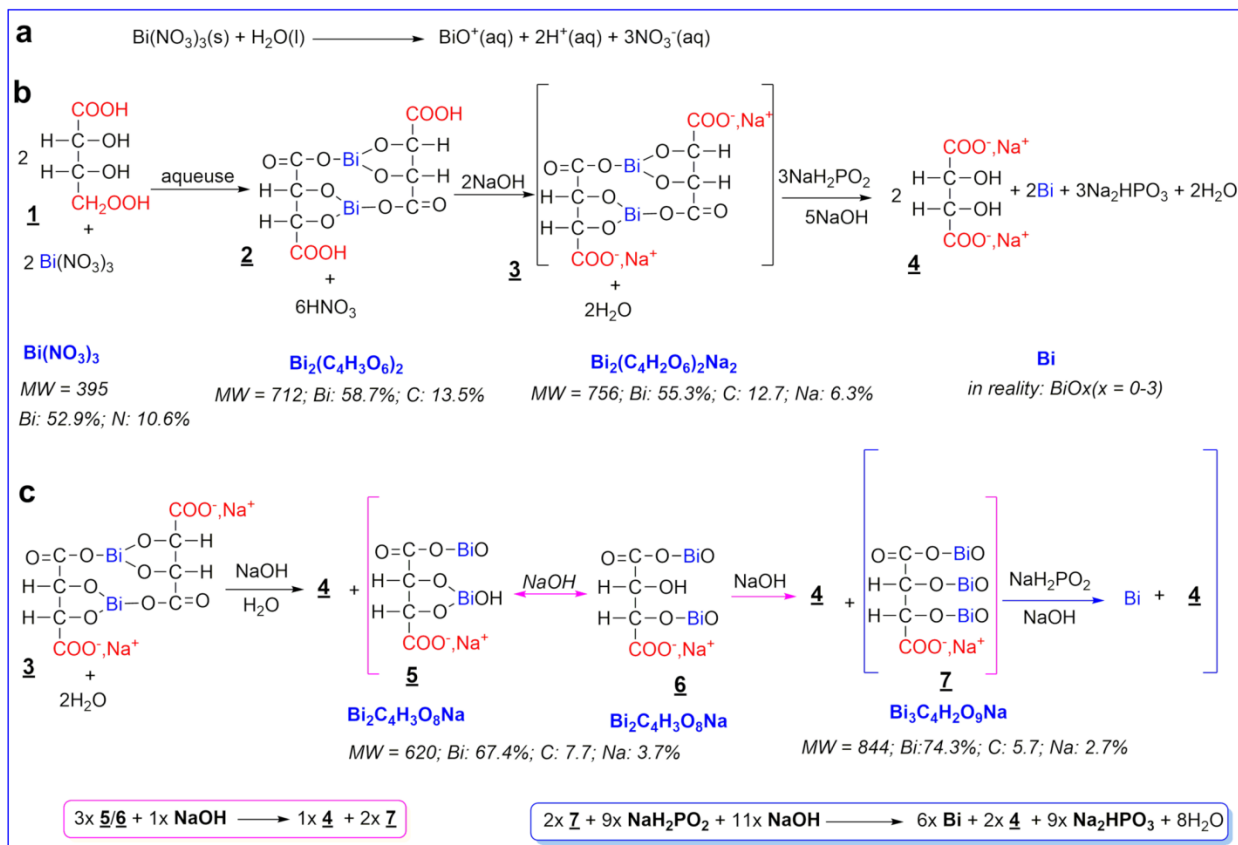 a
Bi(NO₃)₃(s) + H₂O(l) ⟶ BiO⁺(aq) + 2H⁺(aq) + 3NO₃⁻(aq)
b
2
COOH
H-C-OH
H-C-OH
CH₂OOOH
1
+
2 Bi(NO₃)₃
aqueuse
COOH
O-C-H
O=C-O-Bi
O-C-H
H-C-O
H-C-O
Bi-O-C=O
COOH
2
+
6HNO₃
2NaOH
COO⁻,Na⁺
O-C-H
O=C-O-Bi
O-C-H
H-C-O
H-C-O
Bi-O-C=O
COO⁻,Na⁺
3
+
2H₂O
3NaH₂PO₂
5NaOH
2
COO⁻,Na⁺
H-C-OH
H-C-OH
COO⁻,Na⁺
4
+ 2Bi + 3Na₂HPO₃ + 2H₂O
Bi(NO₃)₃
MW = 395
Bi: 52.9%; N: 10.6%
Bi₂(C₄H₃O₆)₂
MW = 712; Bi: 58.7%; C: 13.5%
Bi₂(C₄H₂O₆)₂Na₂
MW = 756; Bi: 55.3%; C: 12.7; Na: 6.3%
Bi
in reality: BiOx(x = 0-3)
c
COO⁻,Na⁺
O-C-H
O=C-O-Bi
O-C-H
H-C-O
H-C-O
Bi-O-C=O
COO⁻,Na⁺
3
+
2H₂O
NaOH
H₂O
4 +
O=C-O-BiO
H-C-O
BiOH
H-C-O
COO⁻,Na⁺
5
NaOH
O=C-O-BiO
H-C-OH
H-C-O-BiO
COO⁻,Na⁺
6
NaOH
4 +
O=C-O-BiO
H-C-O-BiO
H-C-O-BiO
COO⁻,Na⁺
7
NaH₂PO₂
NaOH
Bi + 4
Bi₂C₄H₃O₈Na
Bi₂C₄H₃O₈Na
MW = 620; Bi: 67.4%; C: 7.7; Na: 3.7%
Bi₃C₄H₂O₉Na
MW = 844; Bi:74.3%; C: 5.7; Na: 2.7%
3x 5/6 + 1x NaOH ⟶ 1x 4 + 2x 7
2x 7 + 9x NaH₂PO₂ + 11x NaOH ⟶ 6x Bi + 2x 4 + 9x Na₂HPO₃ + 8H₂O